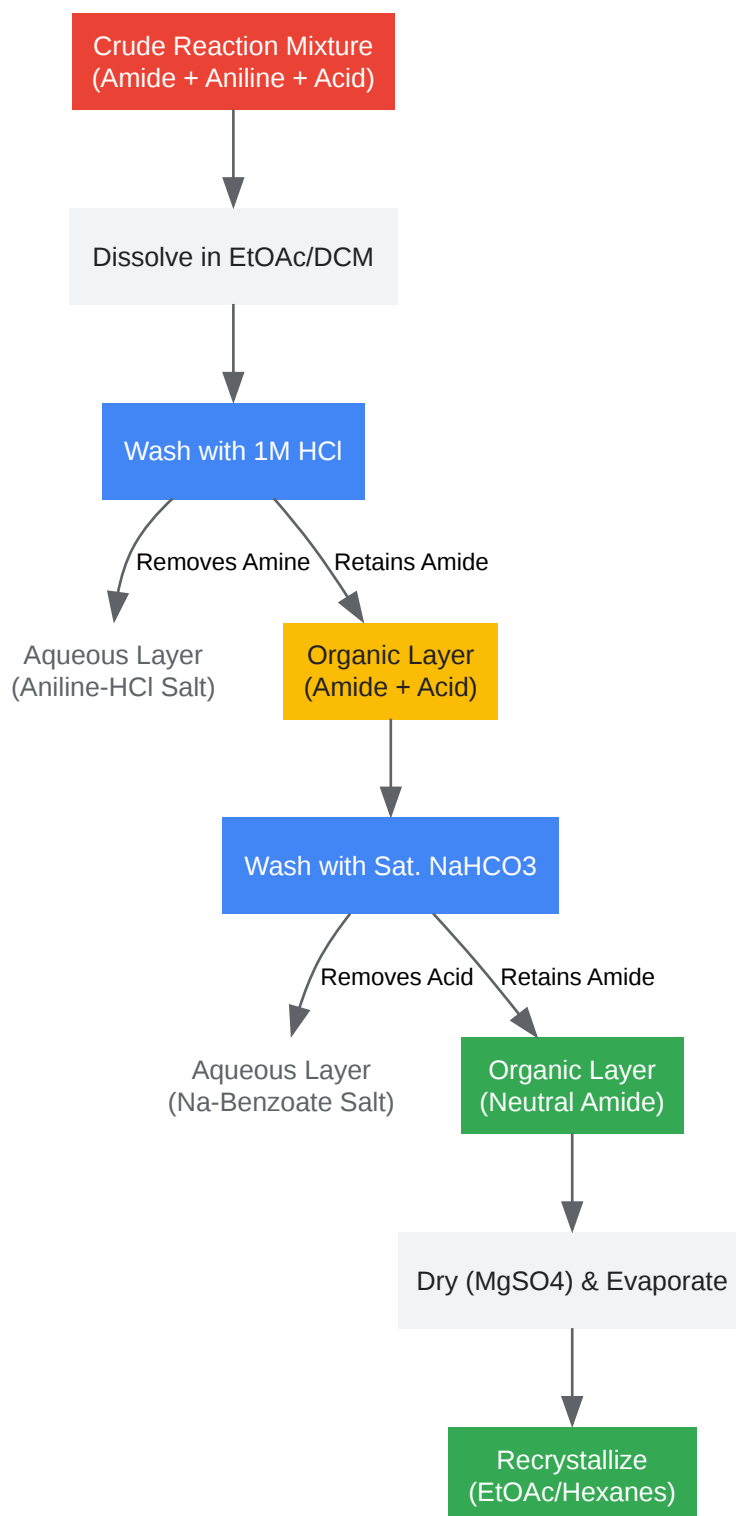 Crude Reaction Mixture
(Amide + Aniline + Acid)
Dissolve in EtOAc/DCM
Wash with 1M HCl
Removes Amine
Retains Amide
Aqueous Layer
(Aniline-HCl Salt)
Organic Layer
(Amide + Acid)
Wash with Sat. NaHCO3
Removes Acid
Retains Amide
Aqueous Layer
(Na-Benzoate Salt)
Organic Layer
(Neutral Amide)
Dry (MgSO4) & Evaporate
Recrystallize
(EtOAc/Hexanes)